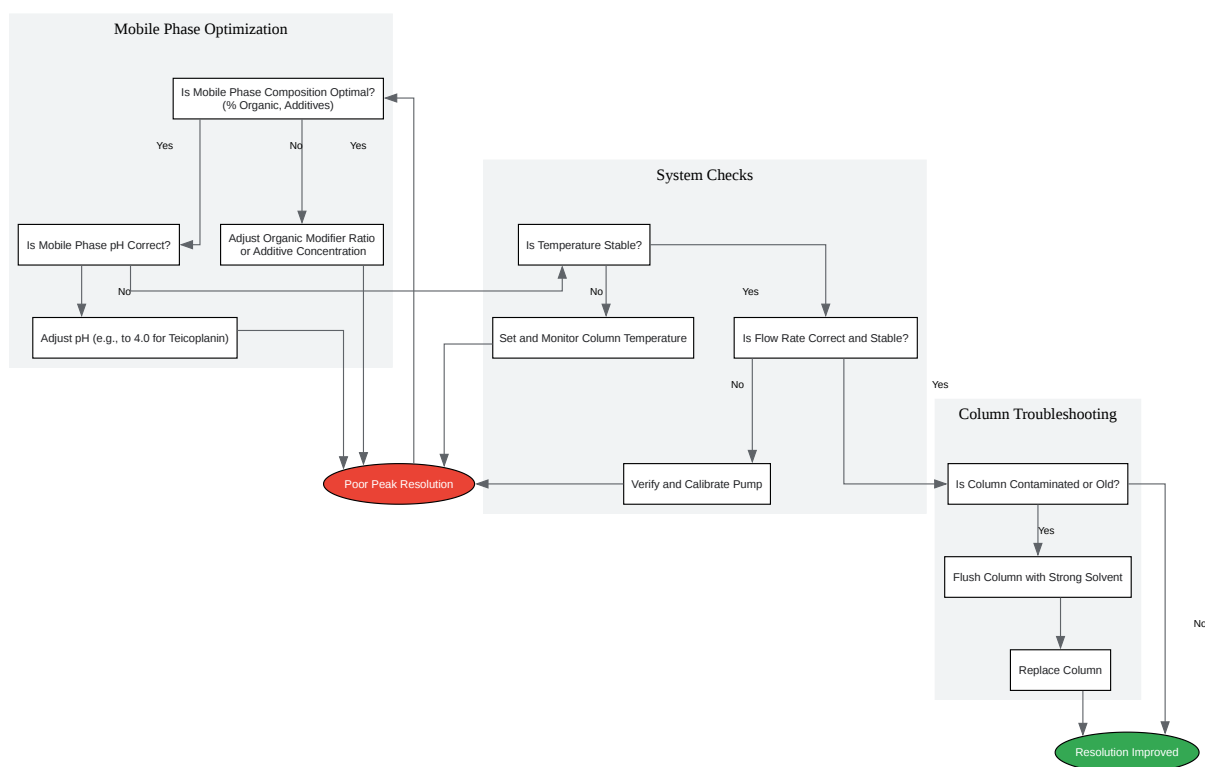 Mobile Phase Optimization
Is Mobile Phase Composition Optimal?
(% Organic, Additives)
Yes
No
Yes
Is Mobile Phase pH Correct?
Adjust Organic Modifier Ratio
or Additive Concentration
No
Adjust pH (e.g., to 4.0 for Teicoplanin)
System Checks
Is Temperature Stable?
No
Yes
Set and Monitor Column Temperature
Is Flow Rate Correct and Stable?
No
Yes
Poor Peak Resolution
Verify and Calibrate Pump
Column Troubleshooting
Is Column Contaminated or Old?
Yes
Flush Column with Strong Solvent
No
Replace Column
Resolution Improved